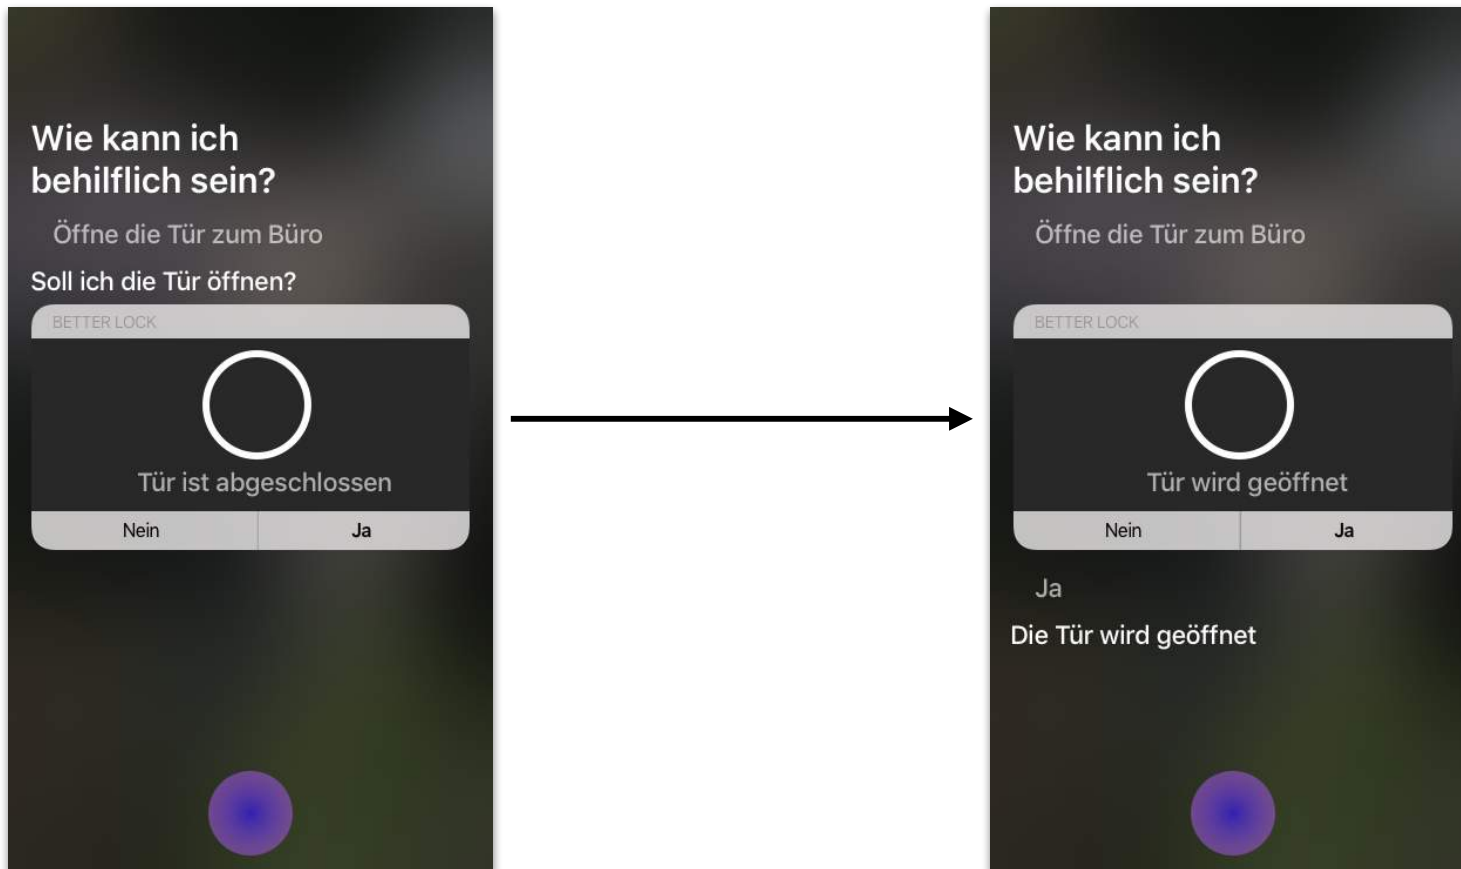 Wie kann ich
behilflich sein?
Öffne die Tür zum Büro
Soll ich die Tür öffnen?
BETTER LOCK
Tür ist abgeschlossen
Nein Ja
Wie kann ich
behilflich sein?
Öffne die Tür zum Büro
BETTER LOCK
Tür wird geöffnet
Nein Ja
Ja
Die Tür wird geöffnet